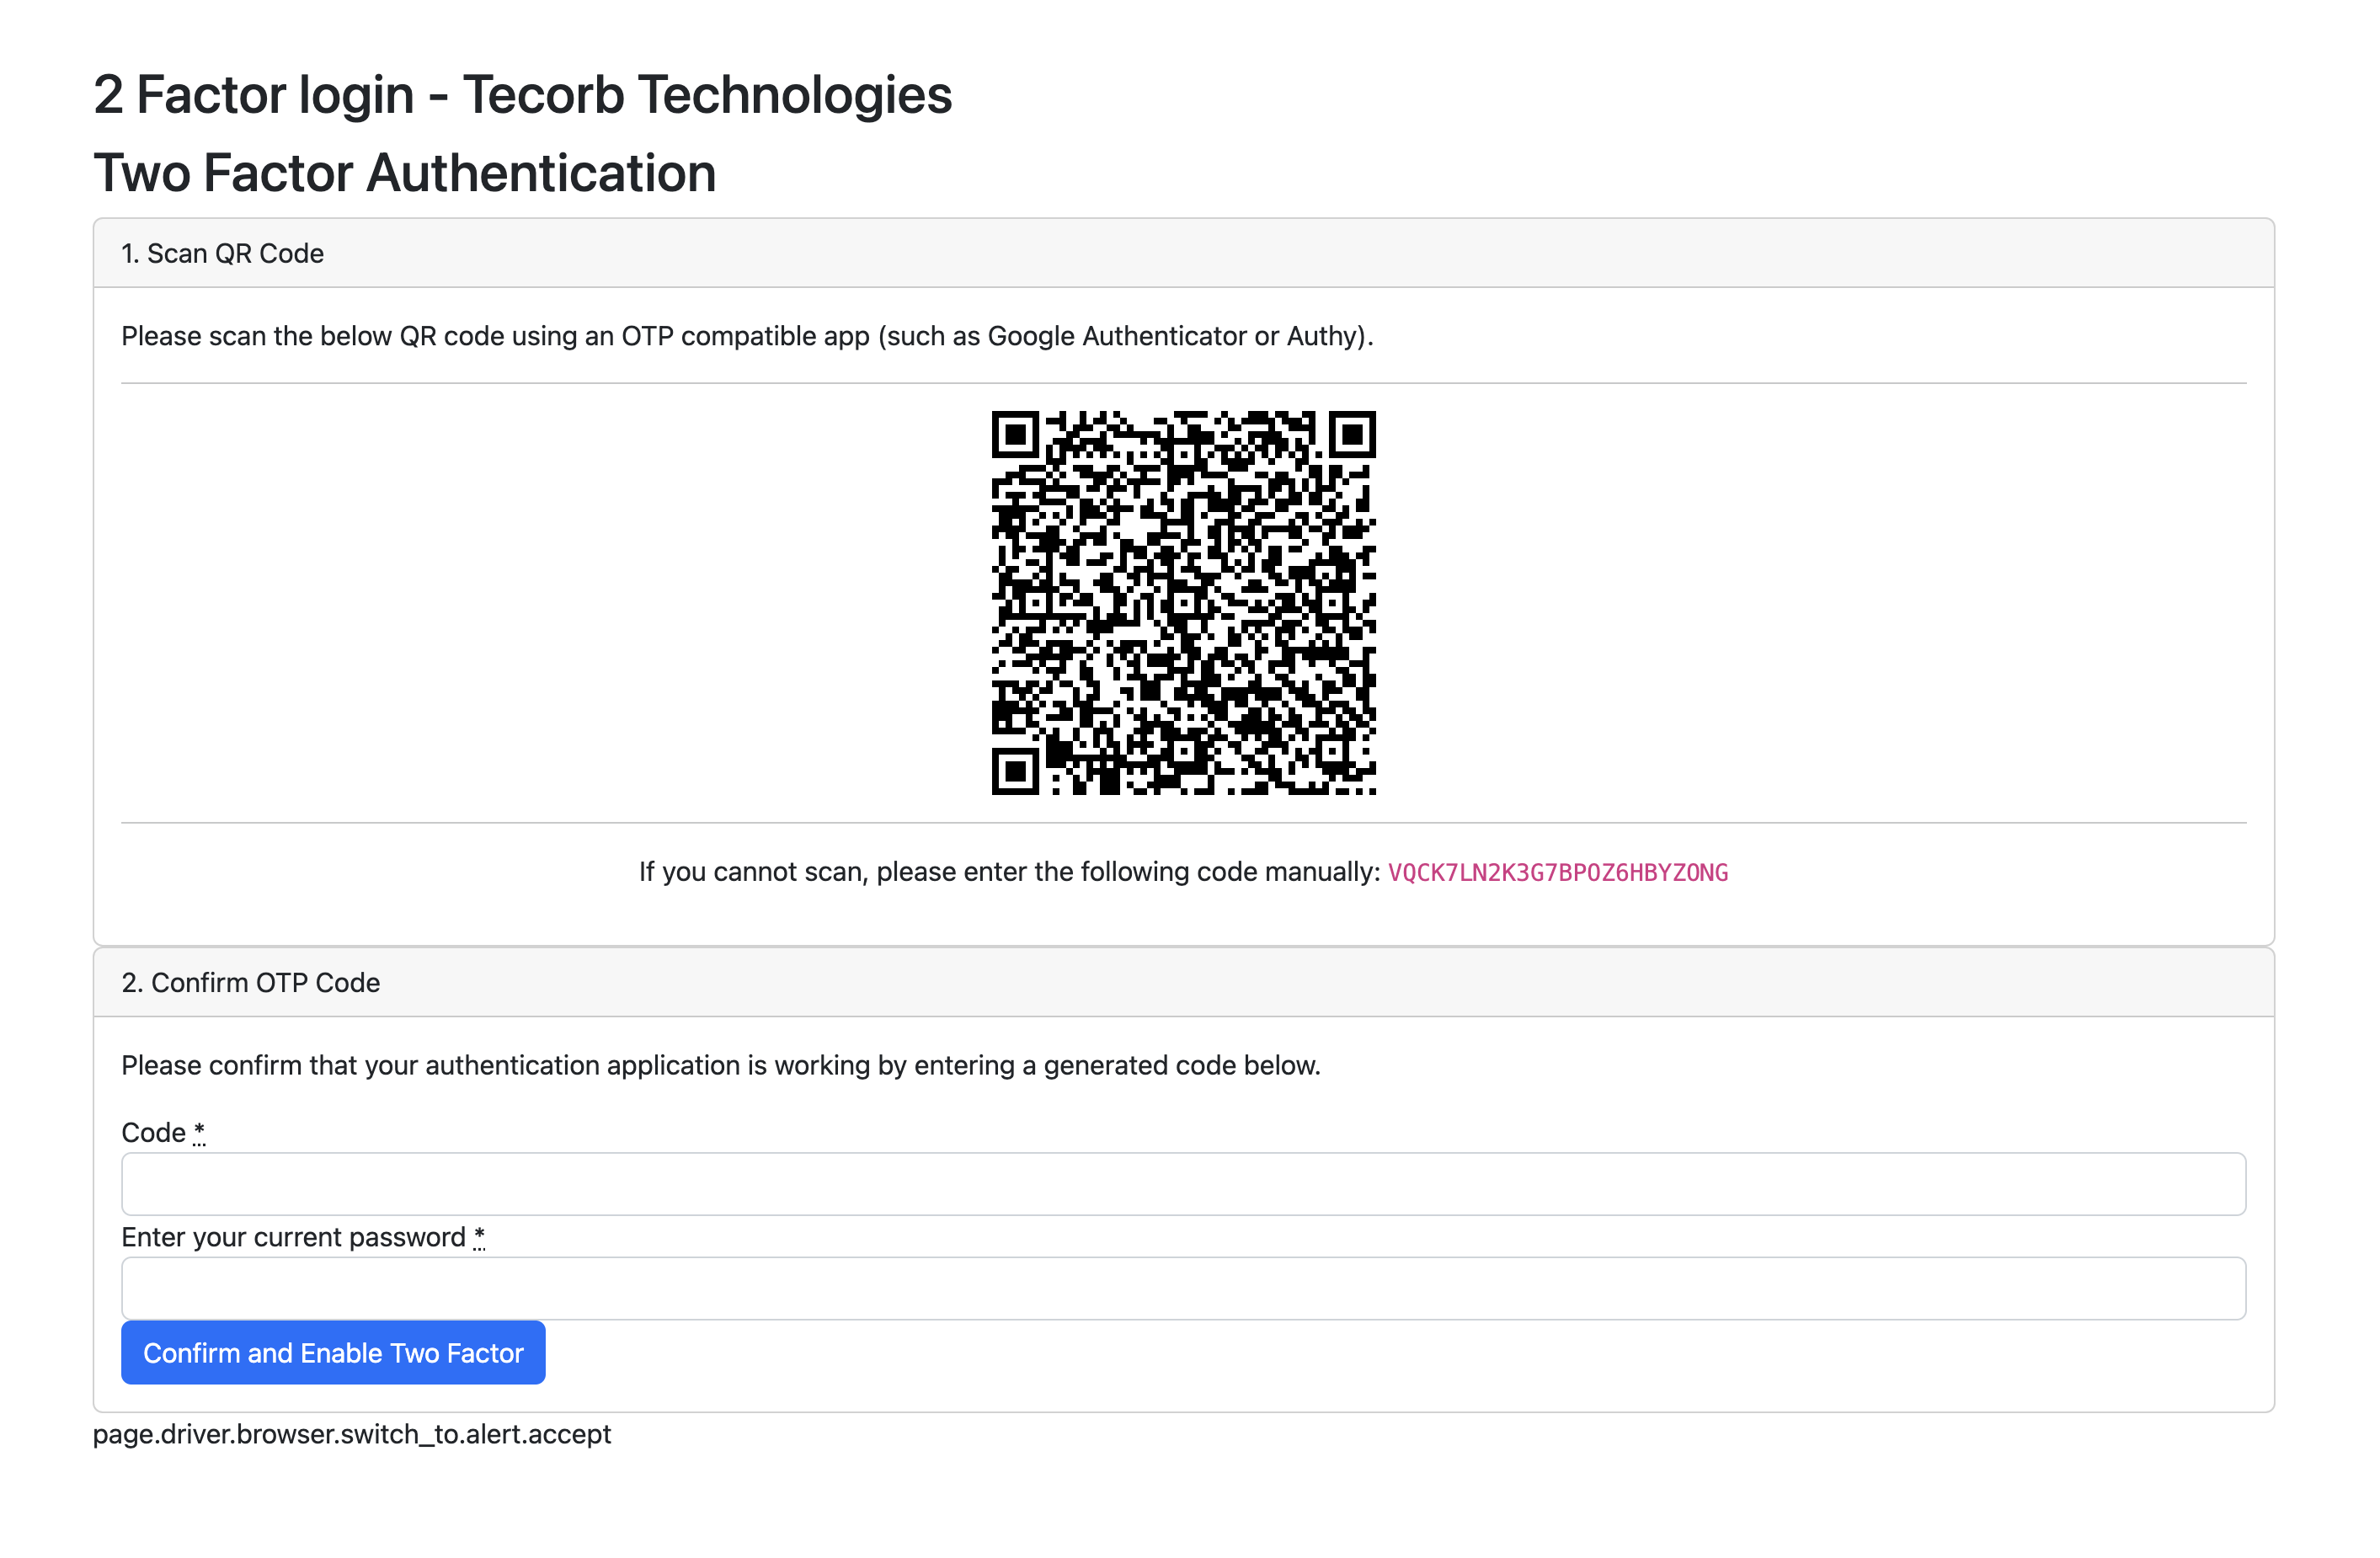 2 Factor login - Tecorb Technologies
Two Factor Authentication
1. Scan QR Code
Please scan the below QR code using an OTP compatible app (such as Google Authenticator or Authy).
If you cannot scan, please enter the following code manually: VQCK7LN2K3G7BPOZ6HBYZONG
2. Confirm OTP Code
Please confirm that your authentication application is working by entering a generated code below.
Code *
Enter your current password *
Confirm and Enable Two Factor
page.driver.browser.switch_to.alert.accept